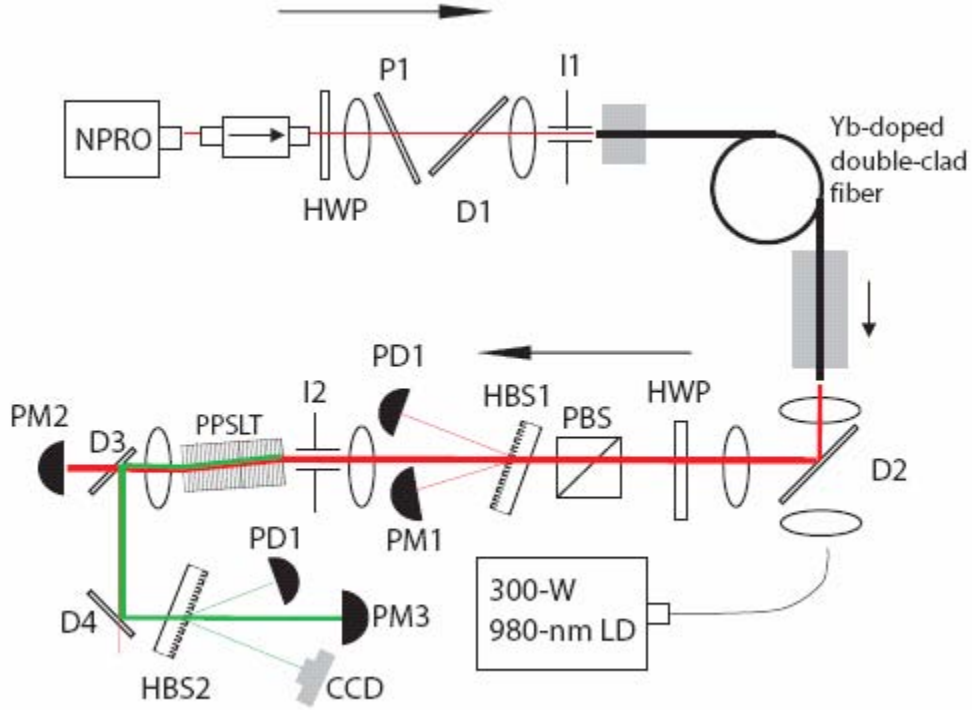 P1
I1
NPRO
HWP
D1
Yb-doped
double-clad
fiber
PD1
HBS1
PBS
HWP
I2
PM2
D3
PPSLT
D2
PM1
PD1
300-W
980-nm LD
D4
PM3
HBS2
CCD